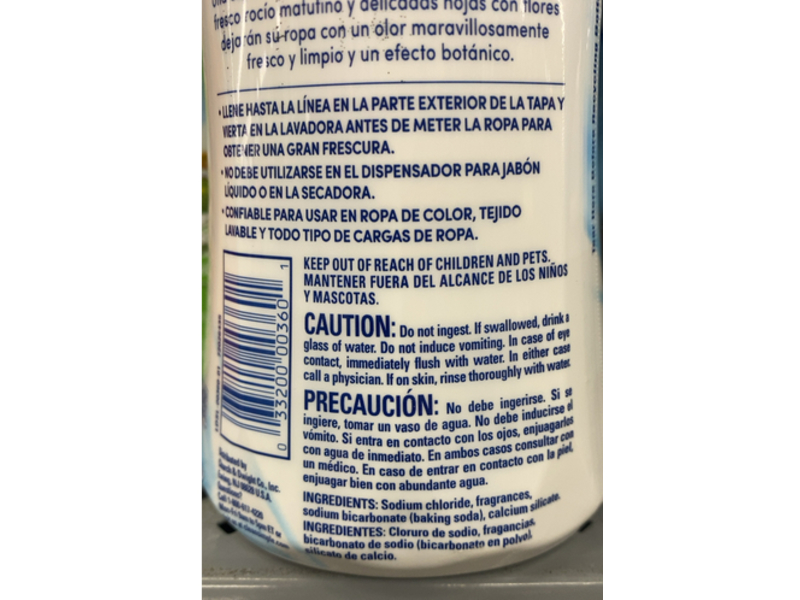 fresco rocío matutino y delicadas hojas con flores
dejarán su ropa con un olor maravillosamente
fresco y limpio y un efecto botánico.
• LLENE HASTA LA LÍNEA EN LA PARTE EXTERIOR DE LA TAPA Y
VIERTA EN LA LAVADORA ANTES DE METER LA ROPA PARA
OBTENER UNA GRAN FRESCURA.
• NO DEBE UTILIZARSE EN EL DISPENSADOR PARA JABÓN
LÍQUIDO O EN LA SECADORA.
• CONFIABLE PARA USAR EN ROPA DE COLOR, TEJIDO
LAVABLE Y TODO TIPO DE CARGAS DE ROPA.
KEEP OUT OF REACH OF CHILDREN AND PETS.
MANTENER FUERA DEL ALCANCE DE LOS NIÑOS
Y MASCOTAS.
CAUTION: Do not ingest. If swallowed, drink a
glass of water. Do not induce vomiting. In case of eye
contact, immediately flush with water. In either case
call a physician. If on skin, rinse thoroughly with water.
PRECAUCIÓN: No debe ingerirse. Si se
ingiere, tomar un vaso de agua. No debe inducirse el
vómito. Si entra en contacto con los ojos, enjuagarlos
con agua de inmediato. En ambos casos consultar con
un médico. En caso de entrar en contacto con la piel,
enjuagar bien con abundante agua.
INGREDIENTS: Sodium chloride, fragrances,
sodium bicarbonate (baking soda), calcium silicate.
INGREDIENTES: Cloruro de sodio, fragancias,
bicarbonato de sodio (bicarbonato en polvo),
silicato de calcio.
0 33200 00360 1
Distributed by
Church & Dwight Co., Inc.
Ewing, NJ 08628 U.S.A.
Questions?